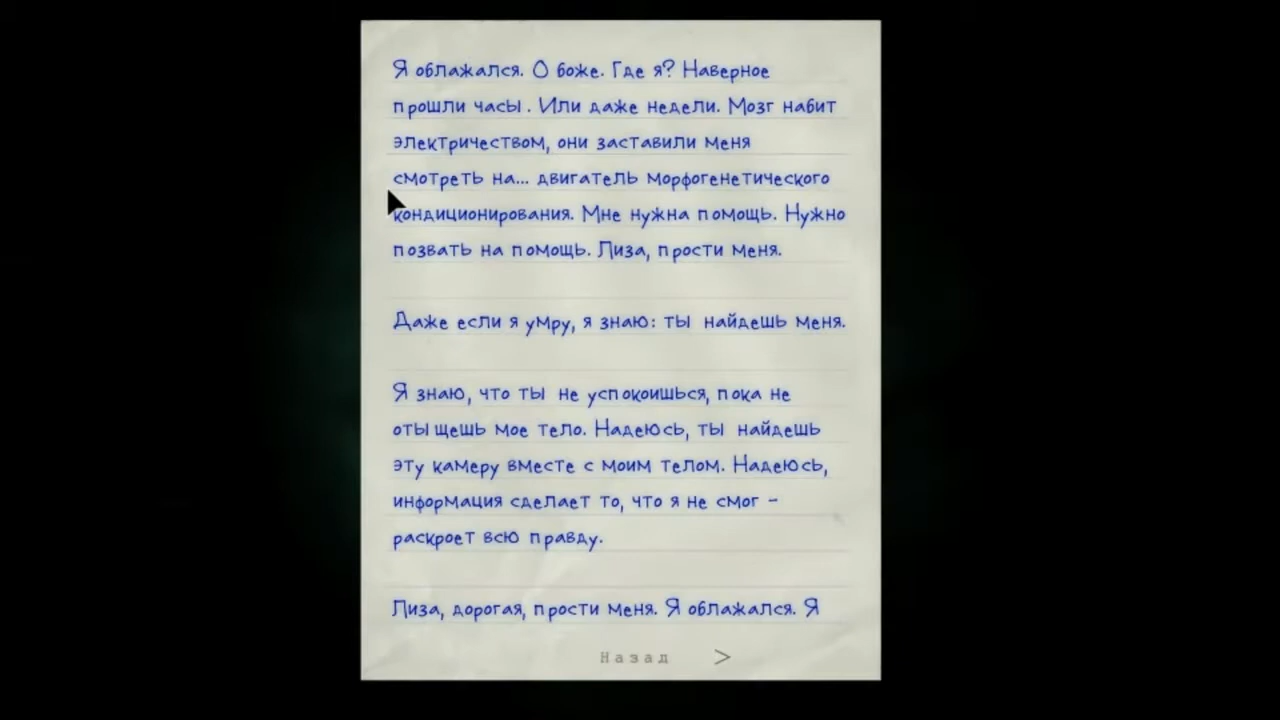 Я облажался. О боже. Где я? Наверное
прошли часы. Или даже недели. Мозг набит
электричеством, они заставили меня
смотреть на... двигатель морфогенетического
кондиционирования. Мне нужна помощь. Нужно
позвать на помощь. Лиза, прости меня.
Даже если я умру, я знаю: ты найдешь меня.
Я знаю, что ты не успокоишься, пока не
отыщешь мое тело. Надеюсь, ты найдешь
эту камеру вместе с моим телом. Надеюсь,
информация сделает то, что я не смог -
раскроет всю правду.
Лиза, дорогая, прости меня. Я облажался. Я
Назад >